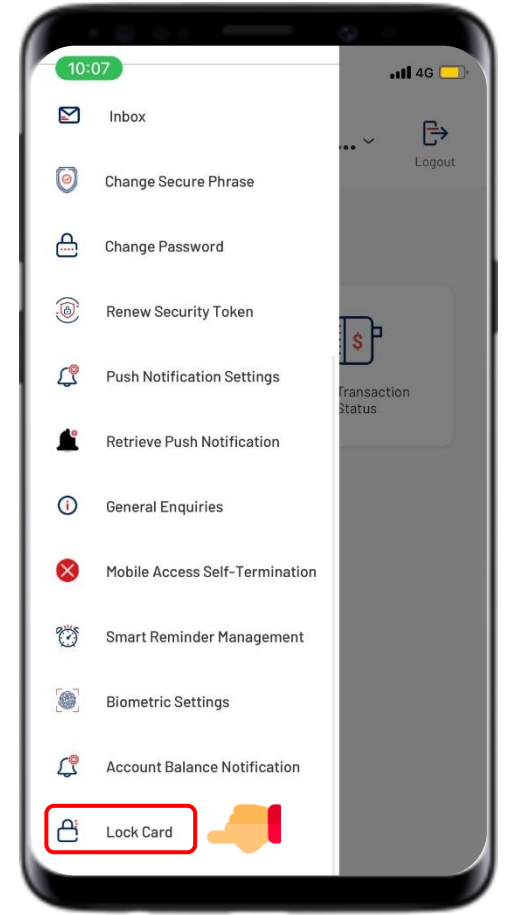 10:07
4G
Inbox
...
Logout
Change Secure Phrase
Change Password
Renew Security Token
$
Push Notification Settings
Transaction
Status
Retrieve Push Notification
General Enquiries
Mobile Access Self-Termination
Smart Reminder Management
Biometric Settings
Account Balance Notification
Lock Card